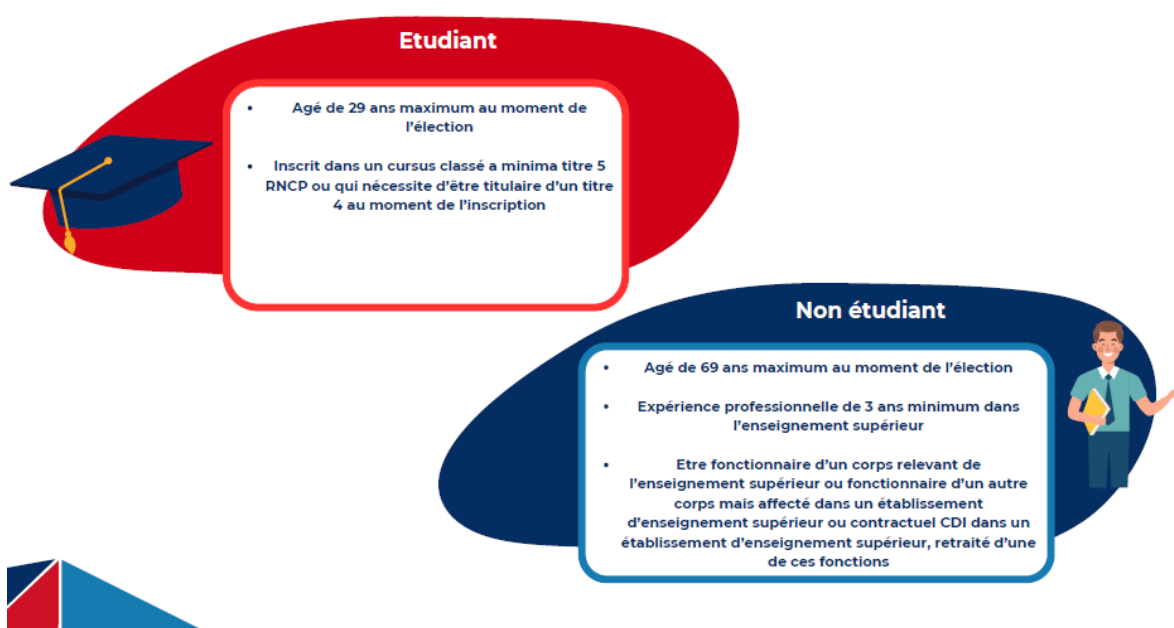 Etudiant
• Agé de 29 ans maximum au moment de
l'élection
• Inscrit dans un cursus classé a minima titre 5
RNCP ou qui nécessite d'être titulaire d'un titre
4 au moment de l'inscription
Non étudiant
• Agé de 69 ans maximum au moment de l'élection
• Expérience professionnelle de 3 ans minimum dans
l'enseignement supérieur
• Etre fonctionnaire d'un corps relevant de
l'enseignement supérieur ou fonctionnaire d'un autre
corps mais affecté dans un établissement
d'enseignement supérieur ou contractuel CDI dans un
établissement d'enseignement supérieur, retraité d'une
de ces fonctions